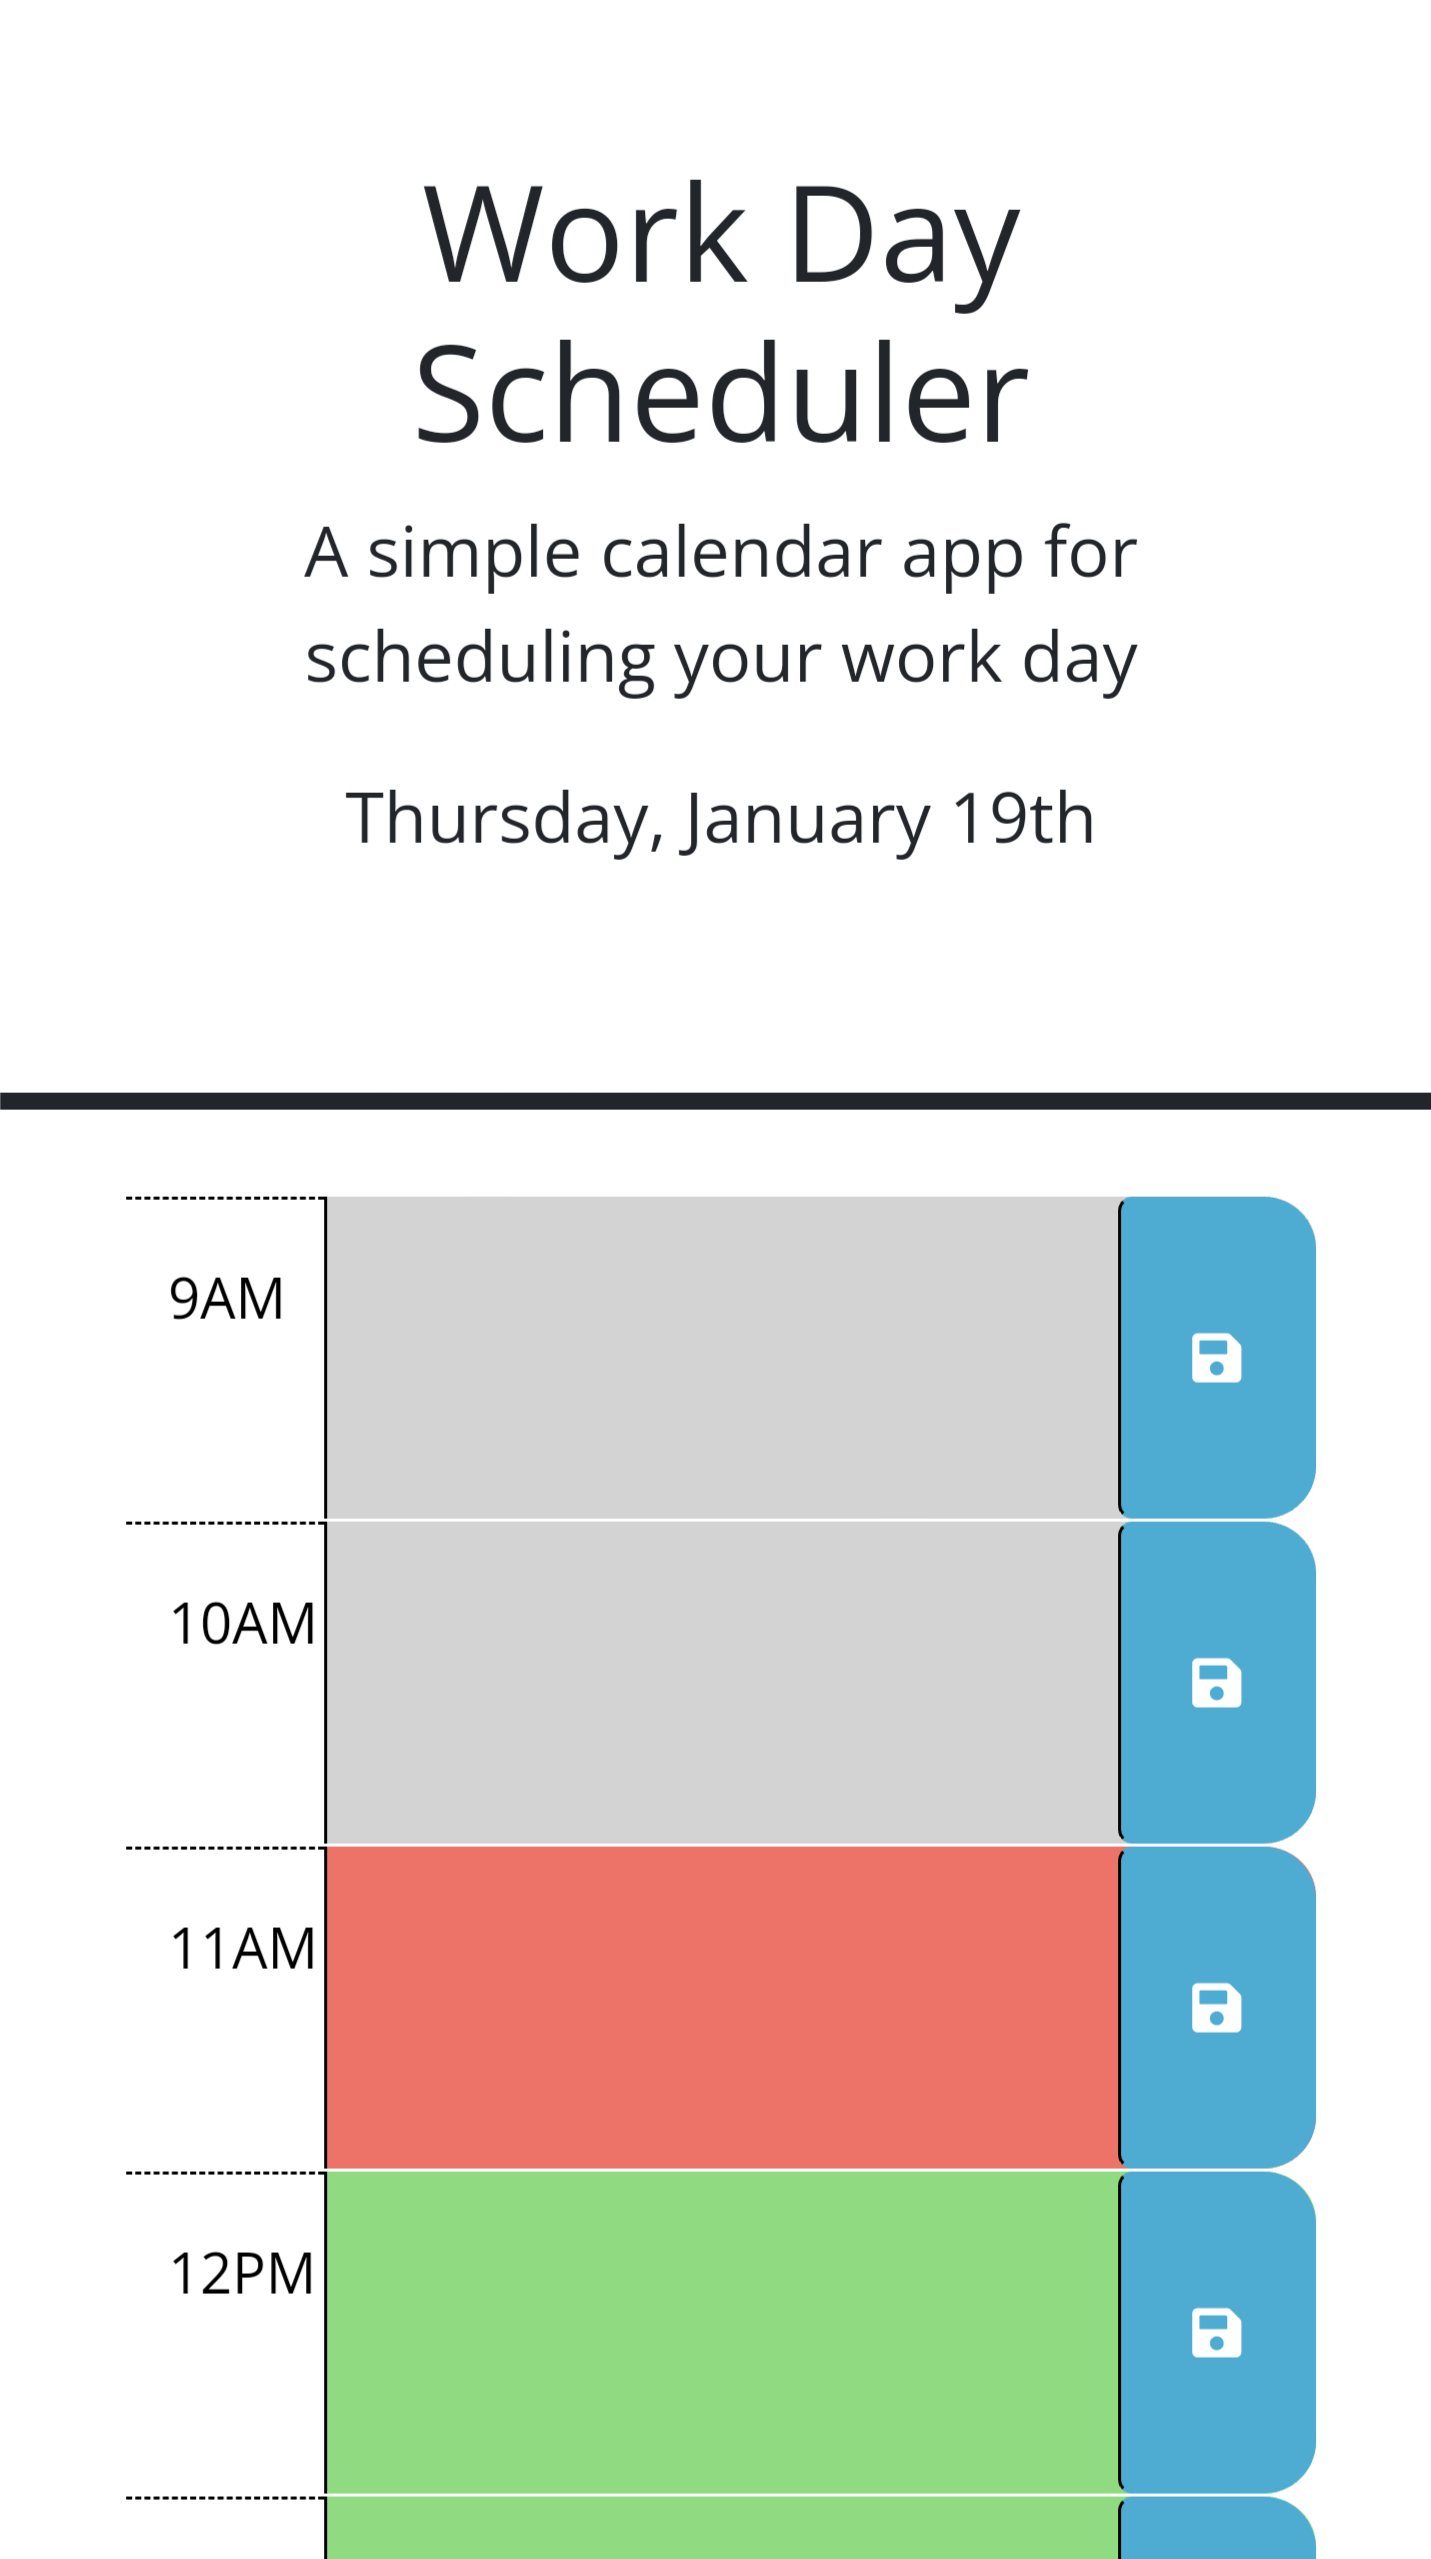 Work Day
Scheduler
A simple calendar app for
scheduling your work day
Thursday, January 19th
9AM
10AM
11AM
12PM